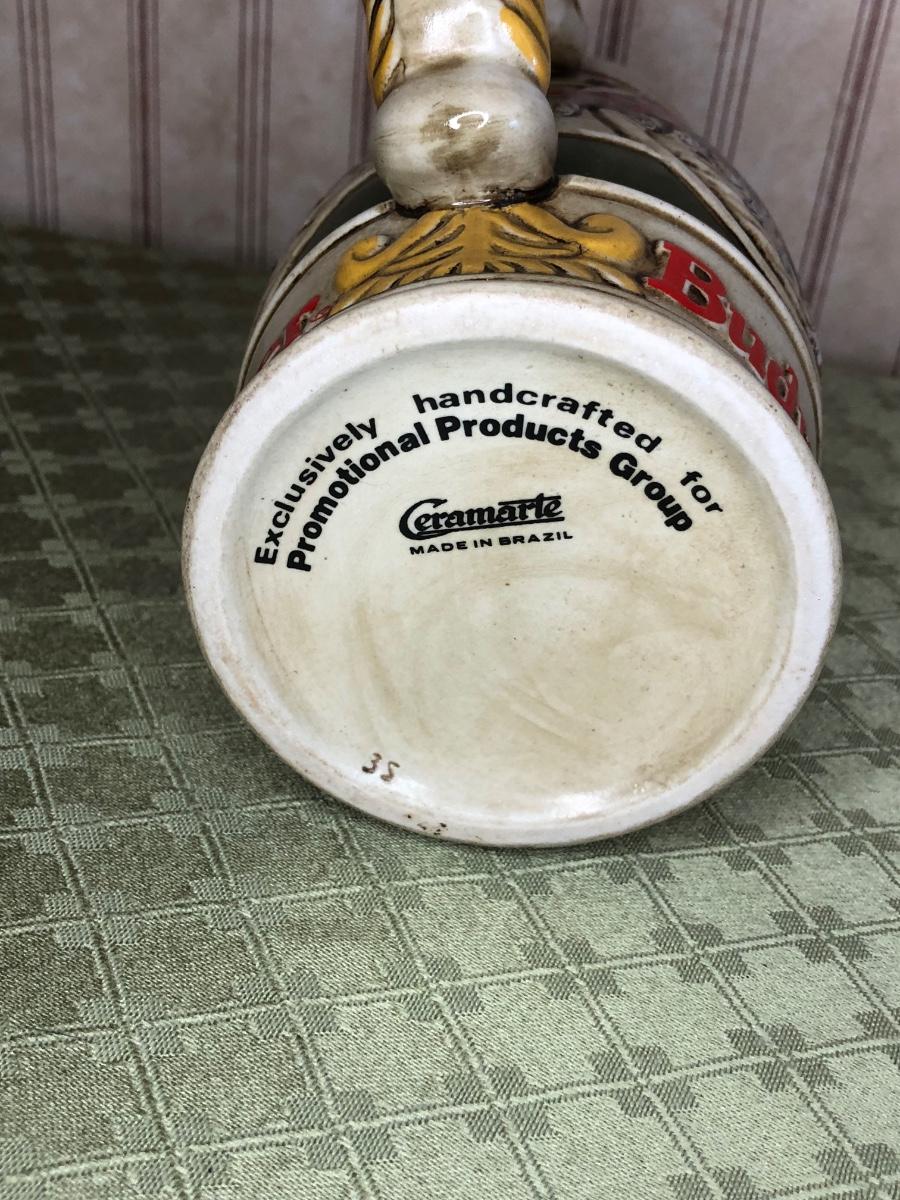 Exclusively handcrafted for
Promotional Products Group
Ceramarte
MADE IN BRAZIL
35
Bud